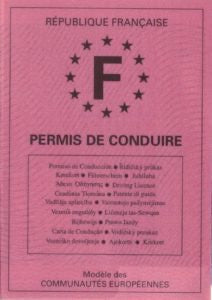 RÉPUBLIQUE FRANÇAISE
F
PERMIS DE CONDUIRE
Permiso de Conducción ● Řidičský průkaz
Kørekort ● Führerschein ● Juhiluba
Άδεια Οδήγησης ● Driving Licence
Ceadúnas Tiomána ● Patente di guida
Vadītāja apliecība ● Vairuotojo pažymėjimas
Vezetői engedély ● Liċenzja tas-Sewqan
Rijbewijs ● Prawo Jazdy
Carta de Condução ● Vodičský preukaz
Vozniško dovoljenje ● Ajokortti ● Körkort
Modèle des
COMMUNAUTÉS EUROPÉENNES